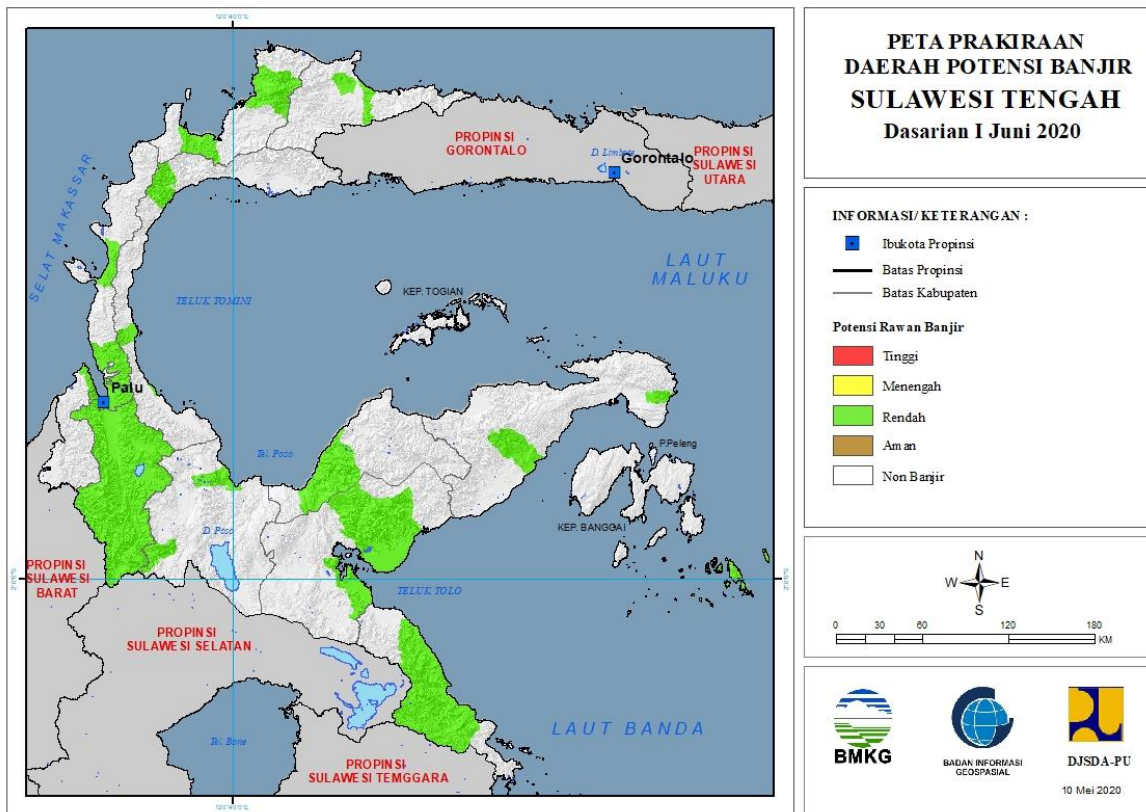 120°40'0"E
PETA PRAKIRAAN
DAERAH POTENSI BANJIR
SULAWESI TENGAH
Dasarian I Juni 2020
INFORMASI/ KETERANGAN :
Ibukota Propinsi
Batas Propinsi
Batas Kabupaten
Potensi Rawan Banjir
Tinggi
Menengah
Rendah
Aman
Non Banjir
N
W E
S
0 30 60 120 180
KM
BMKG
BADAN INFORMASI
GEOSPASIAL
DJSDA-PU
10 Mei 2020
PROPINSI
GORONTALO
D. Limboto
Gorontalo
PROPINSI
SULAWESI
UTARA
SELAT MAKASSAR
LAUT
MALUKU
TELUK TOMINI
KEP. TOGIAN
Palu
Tel. Poso
P.Peleng
KEP. BANGGAI
D. Poso
PROPINSI
SULAWESI
BARAT
TELUK TOLO
PROPINSI
SULAWESI SELATAN
LAUT BANDA
Tel. Bone
PROPINSI
SULAWESI TEMGGARA